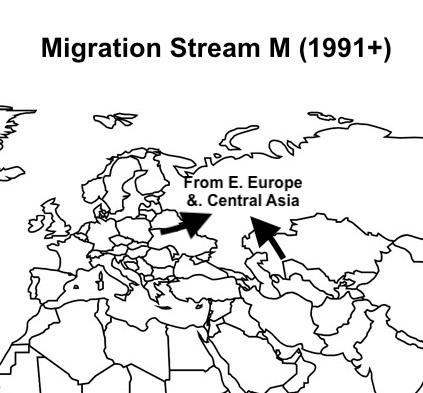 Migration Stream M (1991+)
From E. Europe
&. Central Asia